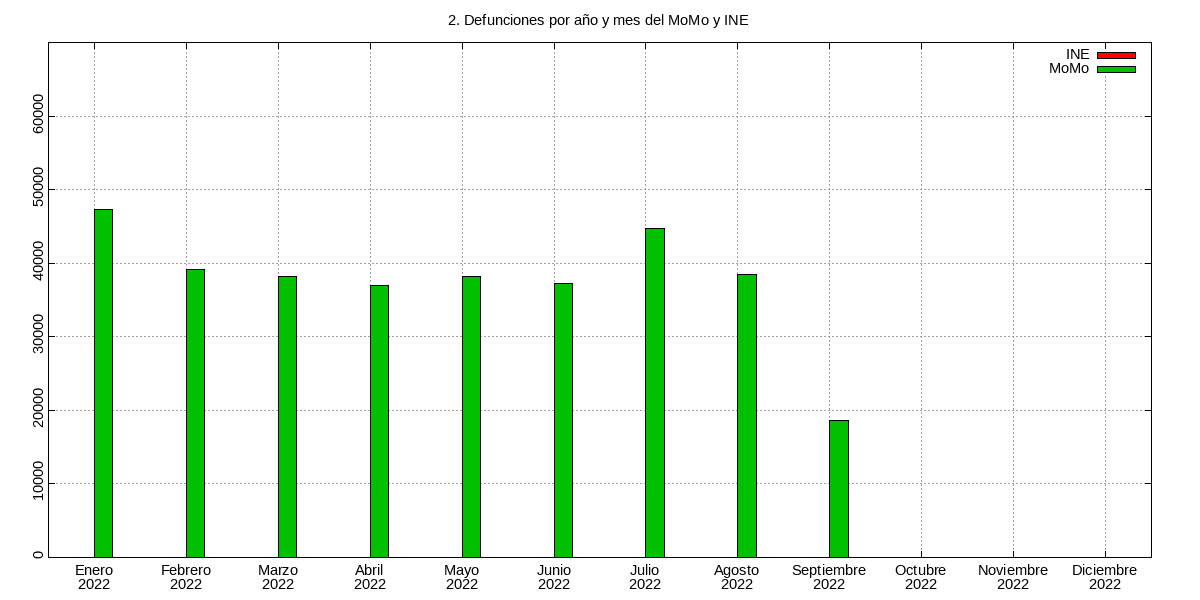 2. Defunciones por año y mes del MoMo y INE
INE
MoMo
60000
50000
40000
30000
20000
10000
0
Enero Febrero Marzo Abril Mayo Junio Julio Agosto Septiembre Octubre Noviembre Diciembre
2022 2022 2022 2022 2022 2022 2022 2022 2022 2022 2022 2022